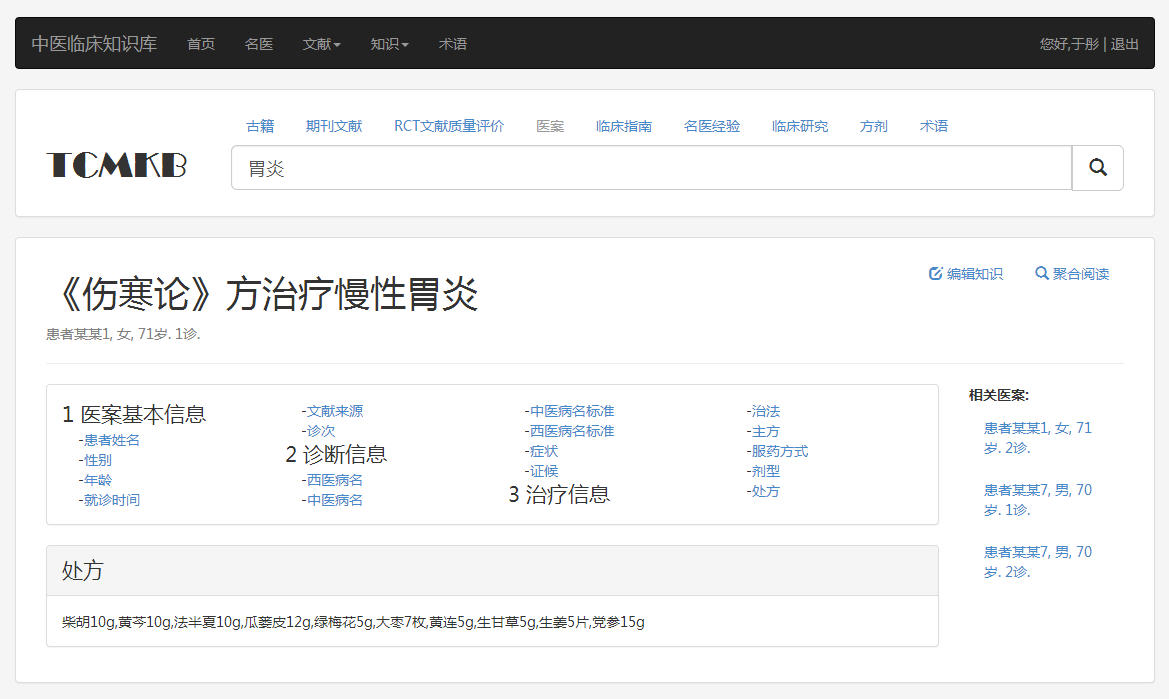 中医临床知识库 首页 名医 文献 知识 术语 您好,于彤 | 退出
古籍 期刊文献 RCT文献质量评价 医案 临床指南 名医经验 临床研究 方剂 术语
TCMKB
胃炎
《伤寒论》方治疗慢性胃炎
编辑知识 聚合阅读
患者某某1, 女, 71岁. 1诊.
1 医案基本信息
-患者姓名
-性别
-年龄
-就诊时间
-文献来源
-诊次
2 诊断信息
-西医病名
-中医病名
-中医病名标准
-西医病名标准
-症状
-证候
3 治疗信息
-治法
-主方
-服药方式
-剂型
-处方
相关医案:
患者某某1, 女, 71
岁. 2诊.
患者某某7, 男, 70
岁. 1诊.
患者某某7, 男, 70
岁. 2诊.
处方
柴胡10g,黄芩10g,法半夏10g,瓜蒌皮12g,绿梅花5g,大枣7枚,黄连5g,生甘草5g,生姜5片,党参15g